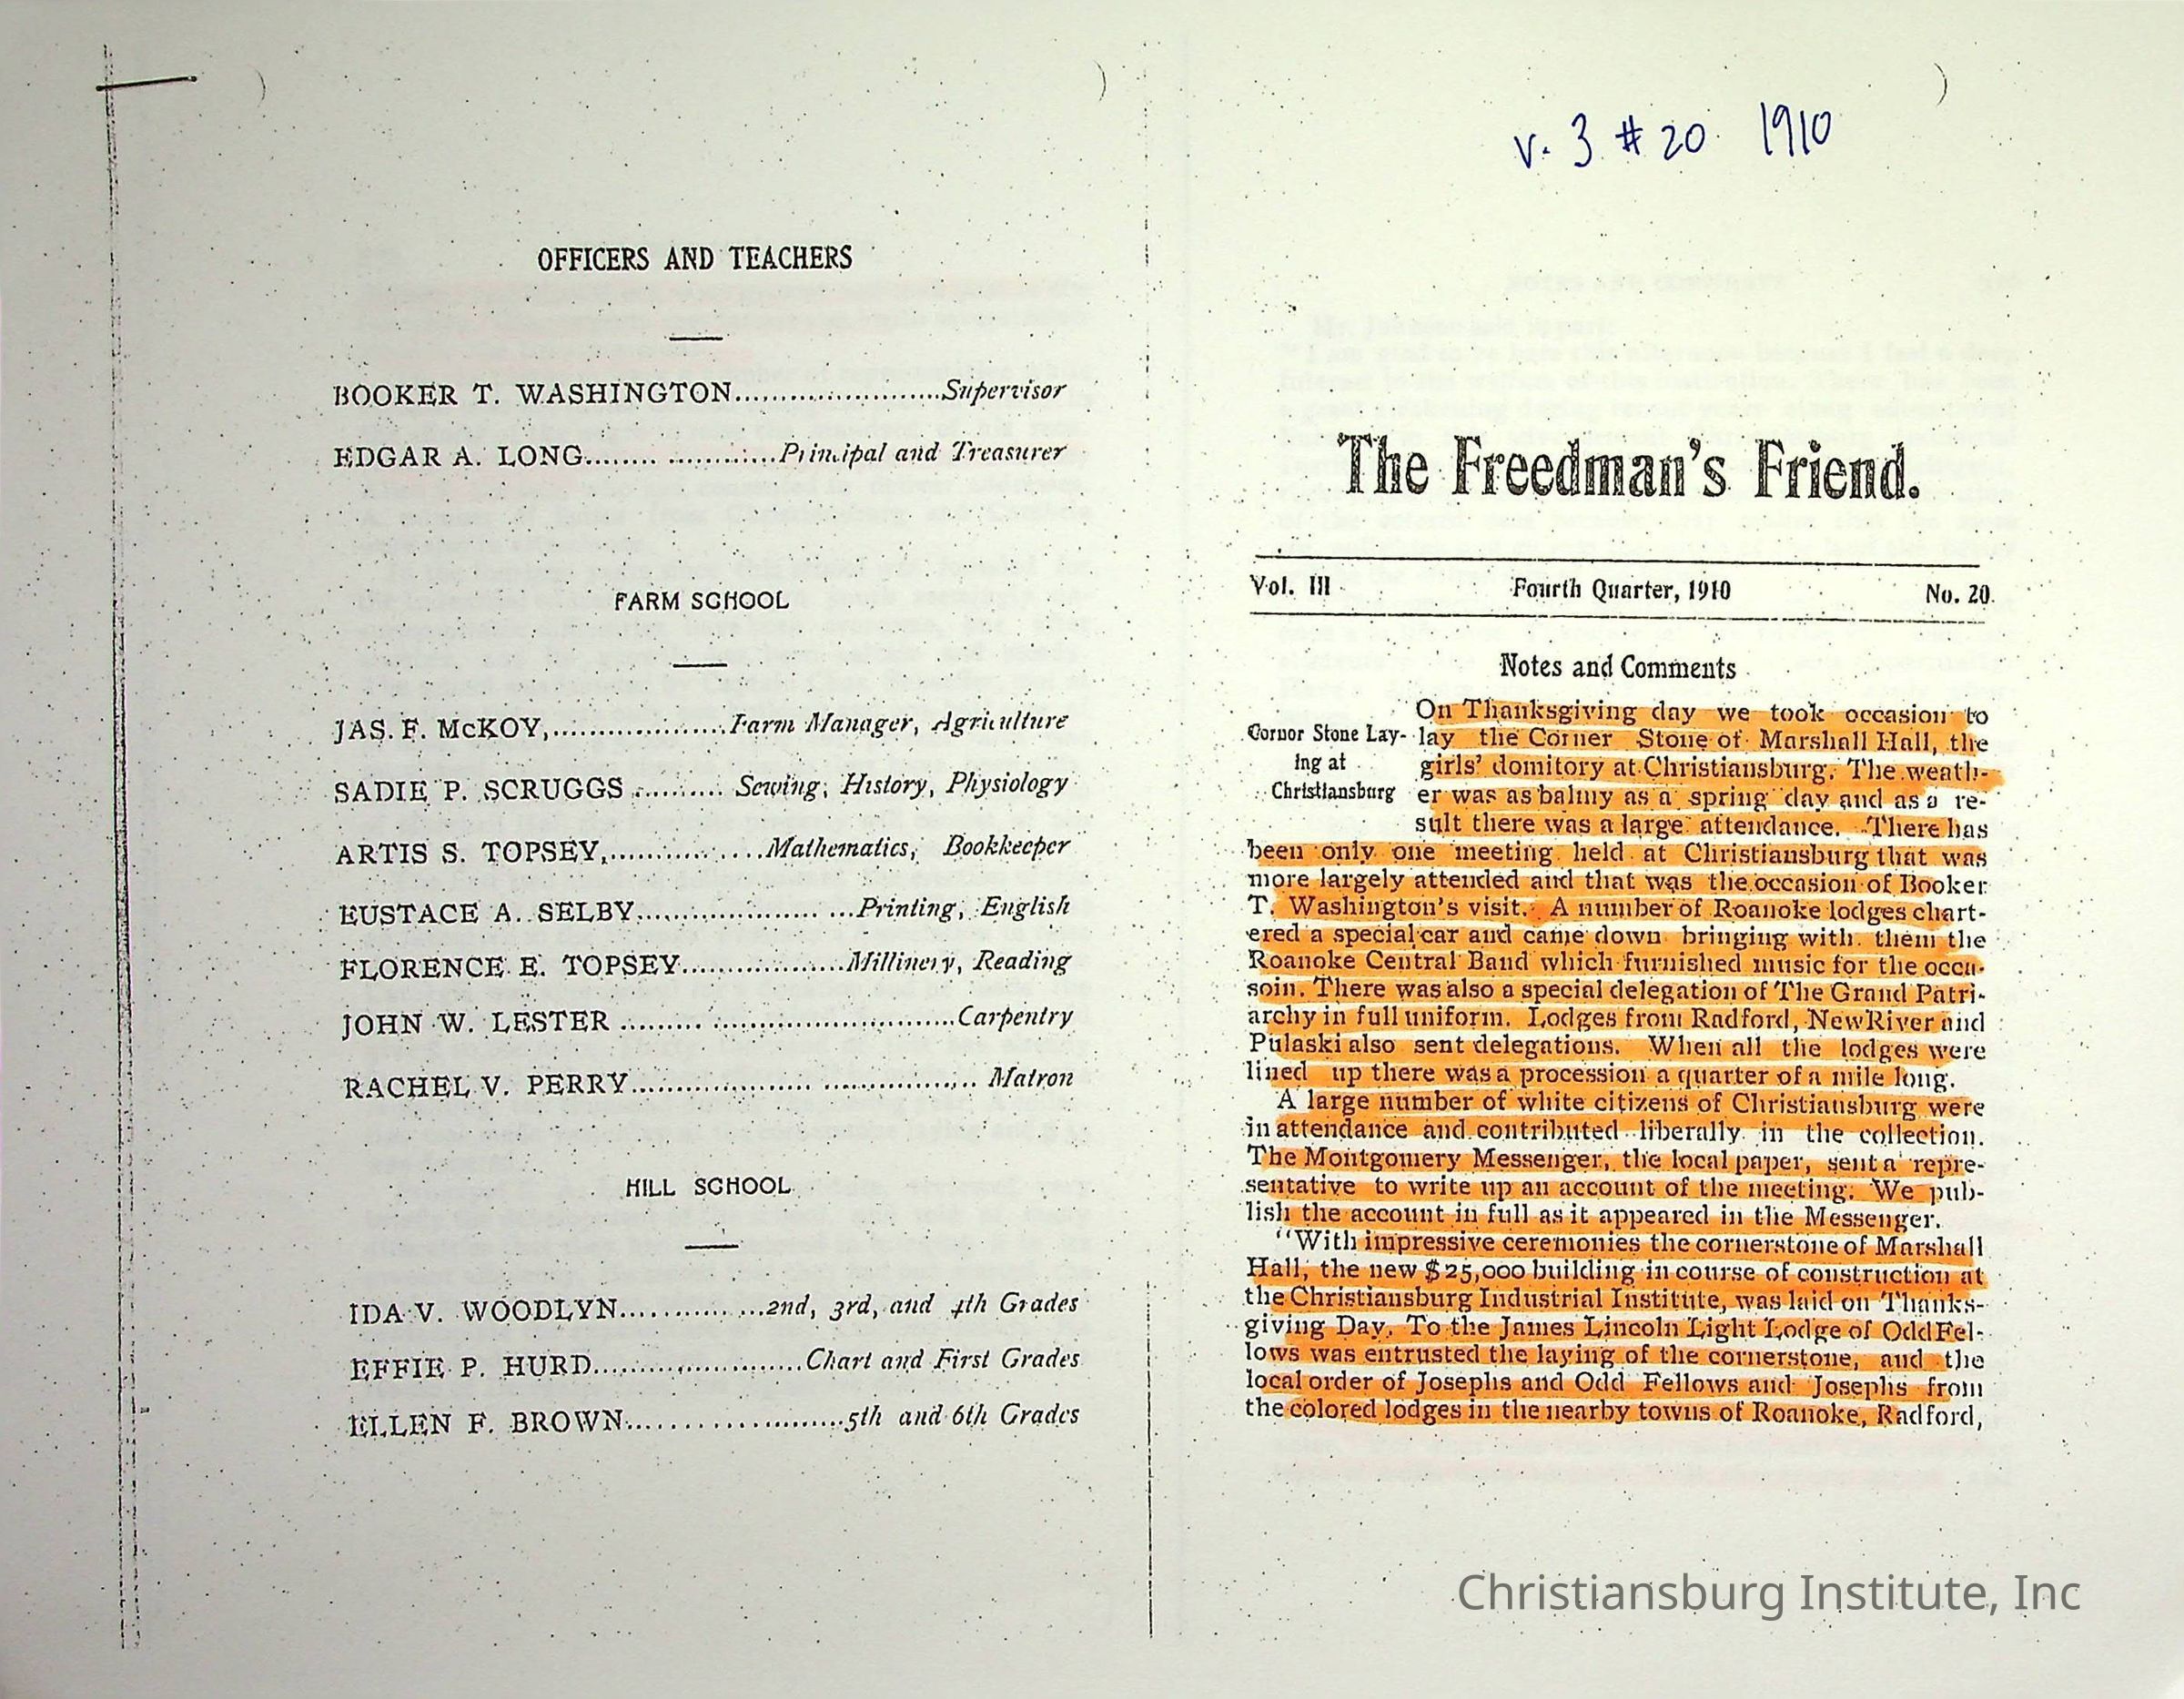 OFFICERS AND TEACHERS
BOOKER T. WASHINGTON........................Supervisor
EDGAR A. LONG........ ............Principal and Treasurer
FARM SCHOOL
JAS. F. McKOY,....................Farm Manager, Agriculture
SADIE P. SCRUGGS .......... Sewing, History, Physiology
ARTIS S. TOPSEY,................Mathematics, Bookkeeper
EUSTACE A. SELBY..................... ...Printing, English
FLORENCE E. TOPSEY..................Millinery, Reading
JOHN W. LESTER ......... ............................Carpentry
RACHEL V. PERRY.................... ................. Matron
HILL SCHOOL
IDA V. WOODLYN...............2nd, 3rd, and 4th Grades
EFFIE P. HURD........................Chart and First Grades
ELLEN F. BROWN......................5th and 6th Grades
v. 3 # 20 1910
The Freedman's Friend.
Vol. III Fourth Quarter, 1910 No. 20
Notes and Comments
Cornor Stone Lay-
ing at
Christiansburg
On Thanksgiving day we took occasion to
lay the Corner Stone of Marshall Hall, the
girls' domitory at Christiansburg. The weath-
er was as balmy as a spring day and as a re-
sult there was a large attendance. There has
been only one meeting held at Christiansburg that was
more largely attended and that was the occasion of Booker
T. Washington's visit. A number of Roanoke lodges chart-
ered a special car and came down bringing with them the
Roanoke Central Band which furnished music for the occa-
soin. There was also a special delegation of The Grand Patri-
archy in full uniform. Lodges from Radford, New River and
Pulaski also sent delegations. When all the lodges were
lined up there was a procession a quarter of a mile long.
A large number of white citizens of Christiansburg were
in attendance and contributed liberally in the collection.
The Montgomery Messenger, the local paper, sent a repre-
sentative to write up an account of the meeting. We pub-
lish the account in full as it appeared in the Messenger.
"With impressive ceremonies the cornerstone of Marshall
Hall, the new $25,000 building in course of construction at
the Christiansburg Industrial Institute, was laid on Thanks-
giving Day. To the James Lincoln Light Lodge of Odd Fel-
lows was entrusted the laying of the cornerstone, and the
local order of Josephs and Odd Fellows and Josephs from
the colored lodges in the nearby towns of Roanoke, Radford,
Christiansburg Institute, Inc